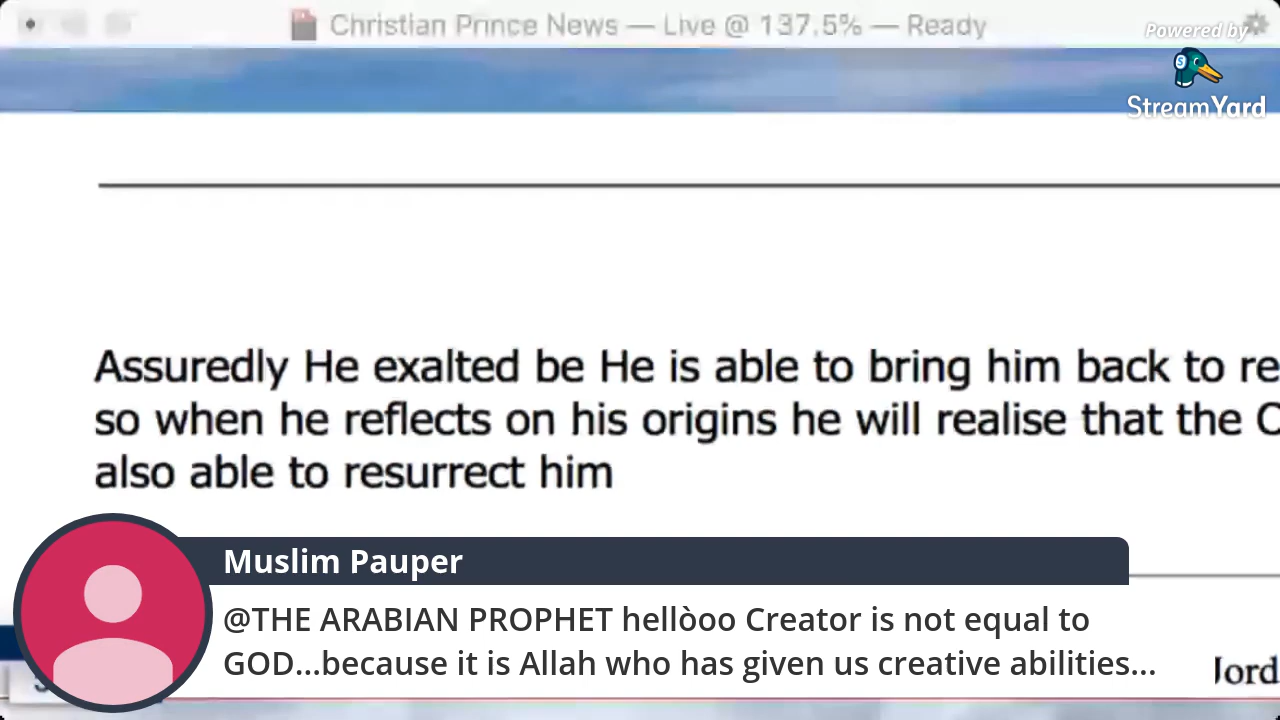 Christian Prince News — Live @ 137.5% — Ready
Powered by
StreamYard
Assuredly He exalted be He is able to bring him back to re
so when he reflects on his origins he will realise that the
also able to resurrect him
Muslim Pauper
@THE ARABIAN PROPHET hellòoo Creator is not equal to
GOD...because it is Allah who has given us creative abilities...
Jord